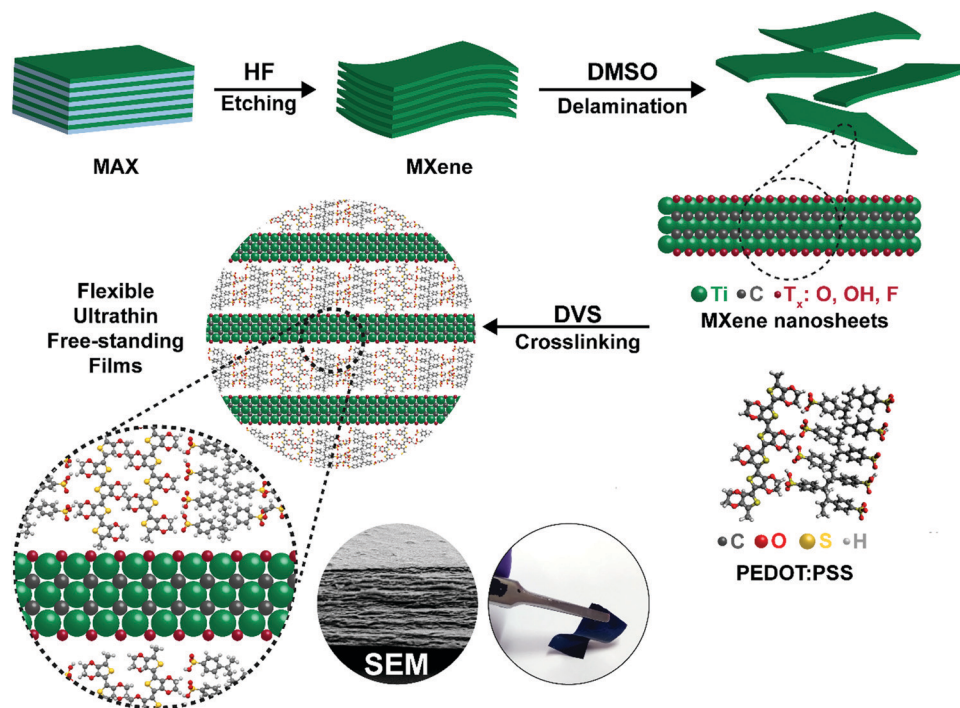 HF
Etching
DMSO
Delamination
MAX
MXene
Ti C Tx: O, OH, F
MXene nanosheets
Flexible
Ultrathin
Free-standing
Films
DVS
Crosslinking
C O S H
PEDOT:PSS
SEM